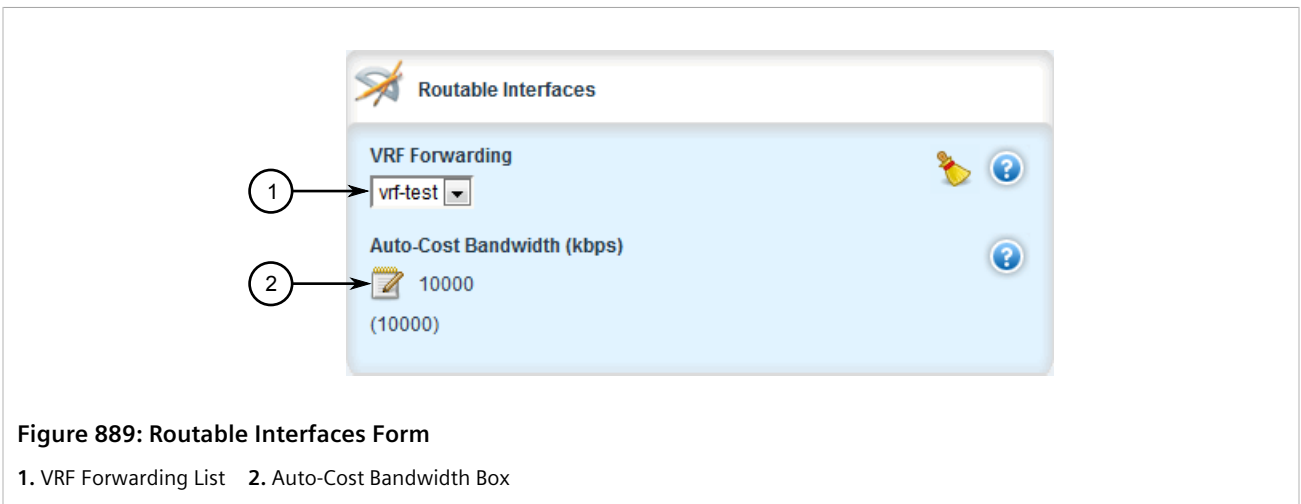 Routable Interfaces
VRF Forwarding
1
vrf-test
Auto-Cost Bandwidth (kbps)
2
10000
(10000)
Figure 889: Routable Interfaces Form
1. VRF Forwarding List 2. Auto-Cost Bandwidth Box